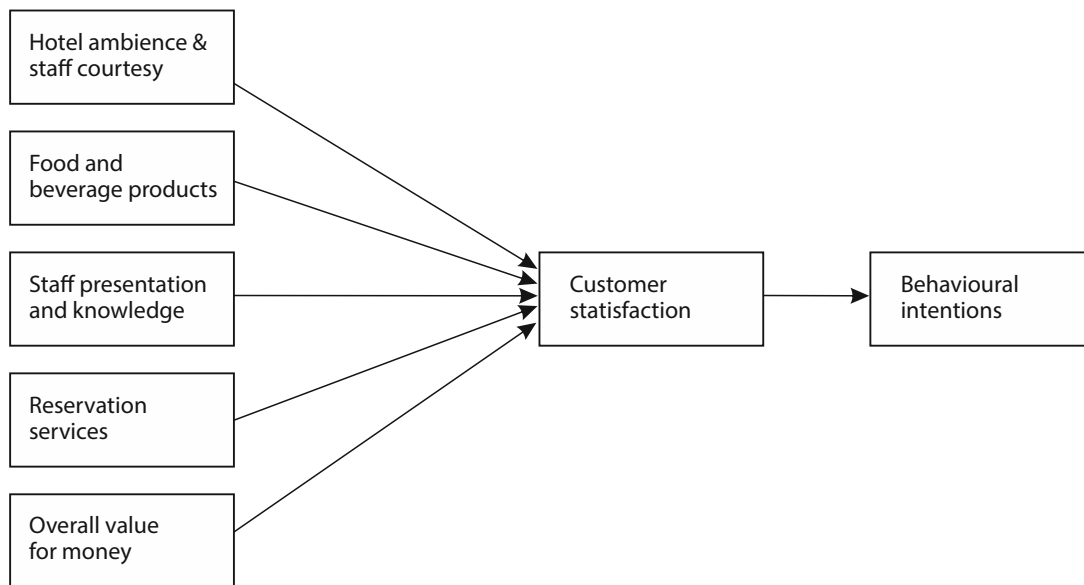 Hotel ambience &
staff courtesy
Food and
beverage products
Staff presentation
and knowledge
Reservation
services
Overall value
for money
Customer
statisfaction
Behavioural
intentions